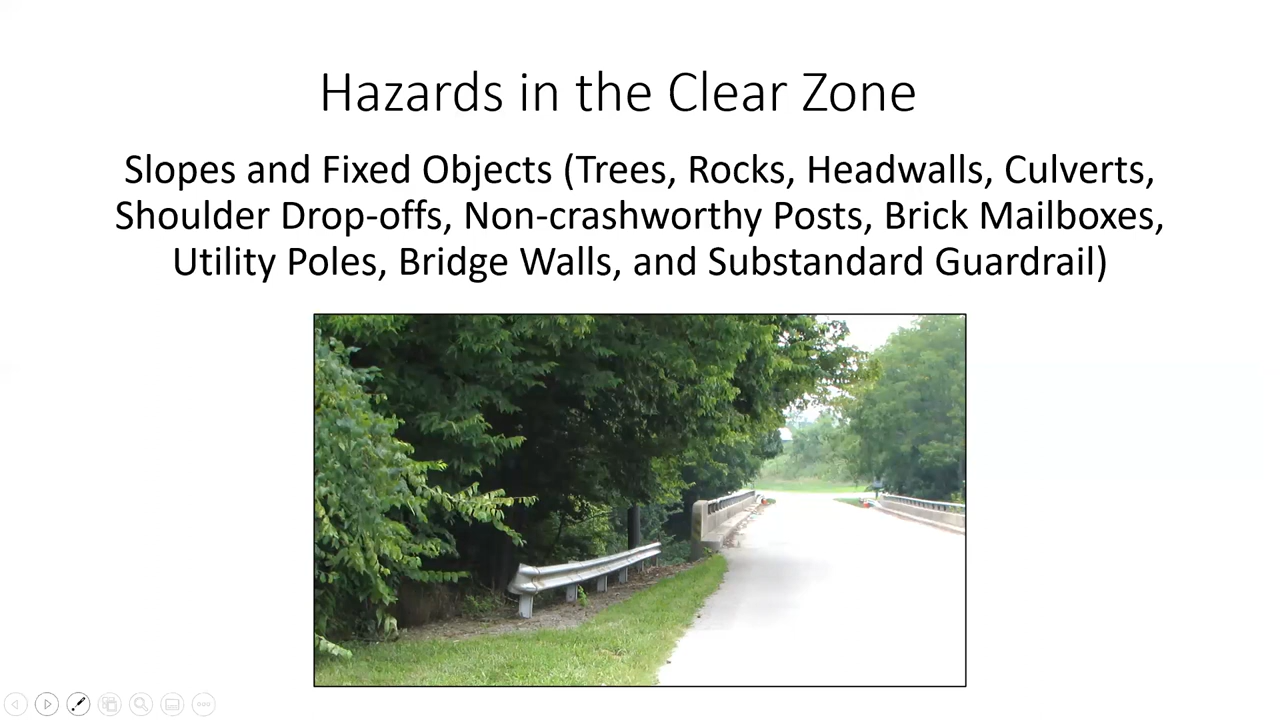 Hazards in the Clear Zone
Slopes and Fixed Objects (Trees, Rocks, Headwalls, Culverts,
Shoulder Drop-offs, Non-crashworthy Posts, Brick Mailboxes,
Utility Poles, Bridge Walls, and Substandard Guardrail)